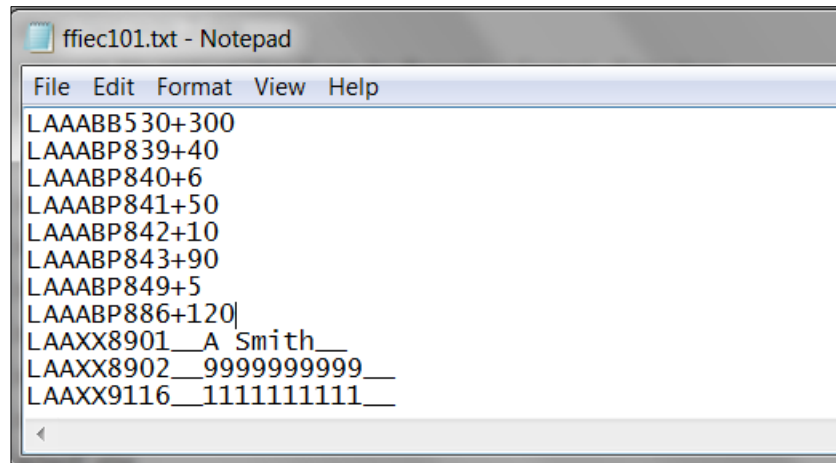 ffiec101.txt - Notepad
File Edit Format View Help
LAAABB530+300
LAAABP839+40
LAAABP840+6
LAAABP841+50
LAAABP842+10
LAAABP843+90
LAAABP849+5
LAAABP886+120
LAAXX8901__A Smith__
LAAXX8902__9999999999__
LAAXX9116__1111111111__